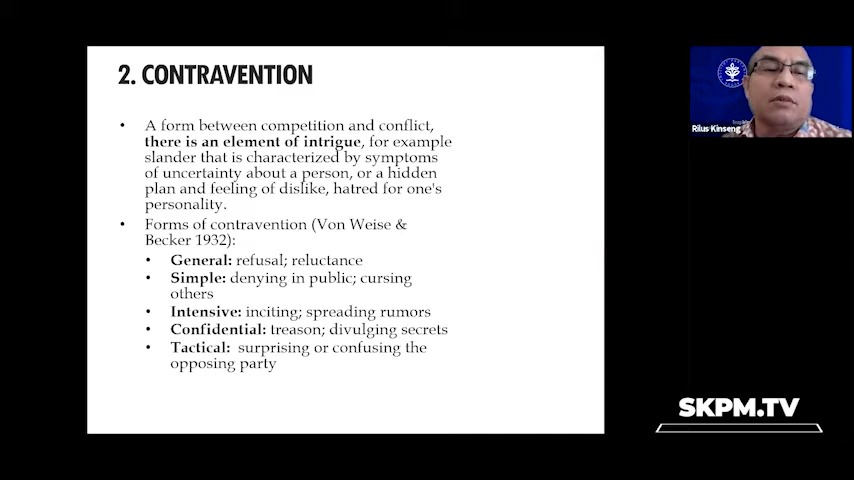 2. CONTRAVENTION
• A form between competition and conflict,
there is an element of intrigue, for example
slander that is characterized by symptoms
of uncertainty about a person, or a hidden
plan and feeling of dislike, hatred for one's
personality.
• Forms of contravention (Von Weise &
Becker 1932):
• General: refusal; reluctance
• Simple: denying in public; cursing
others
• Intensive: inciting; spreading rumors
• Confidential: treason; divulging secrets
• Tactical: surprising or confusing the
opposing party
Rilus Kinseng
SKPM.TV